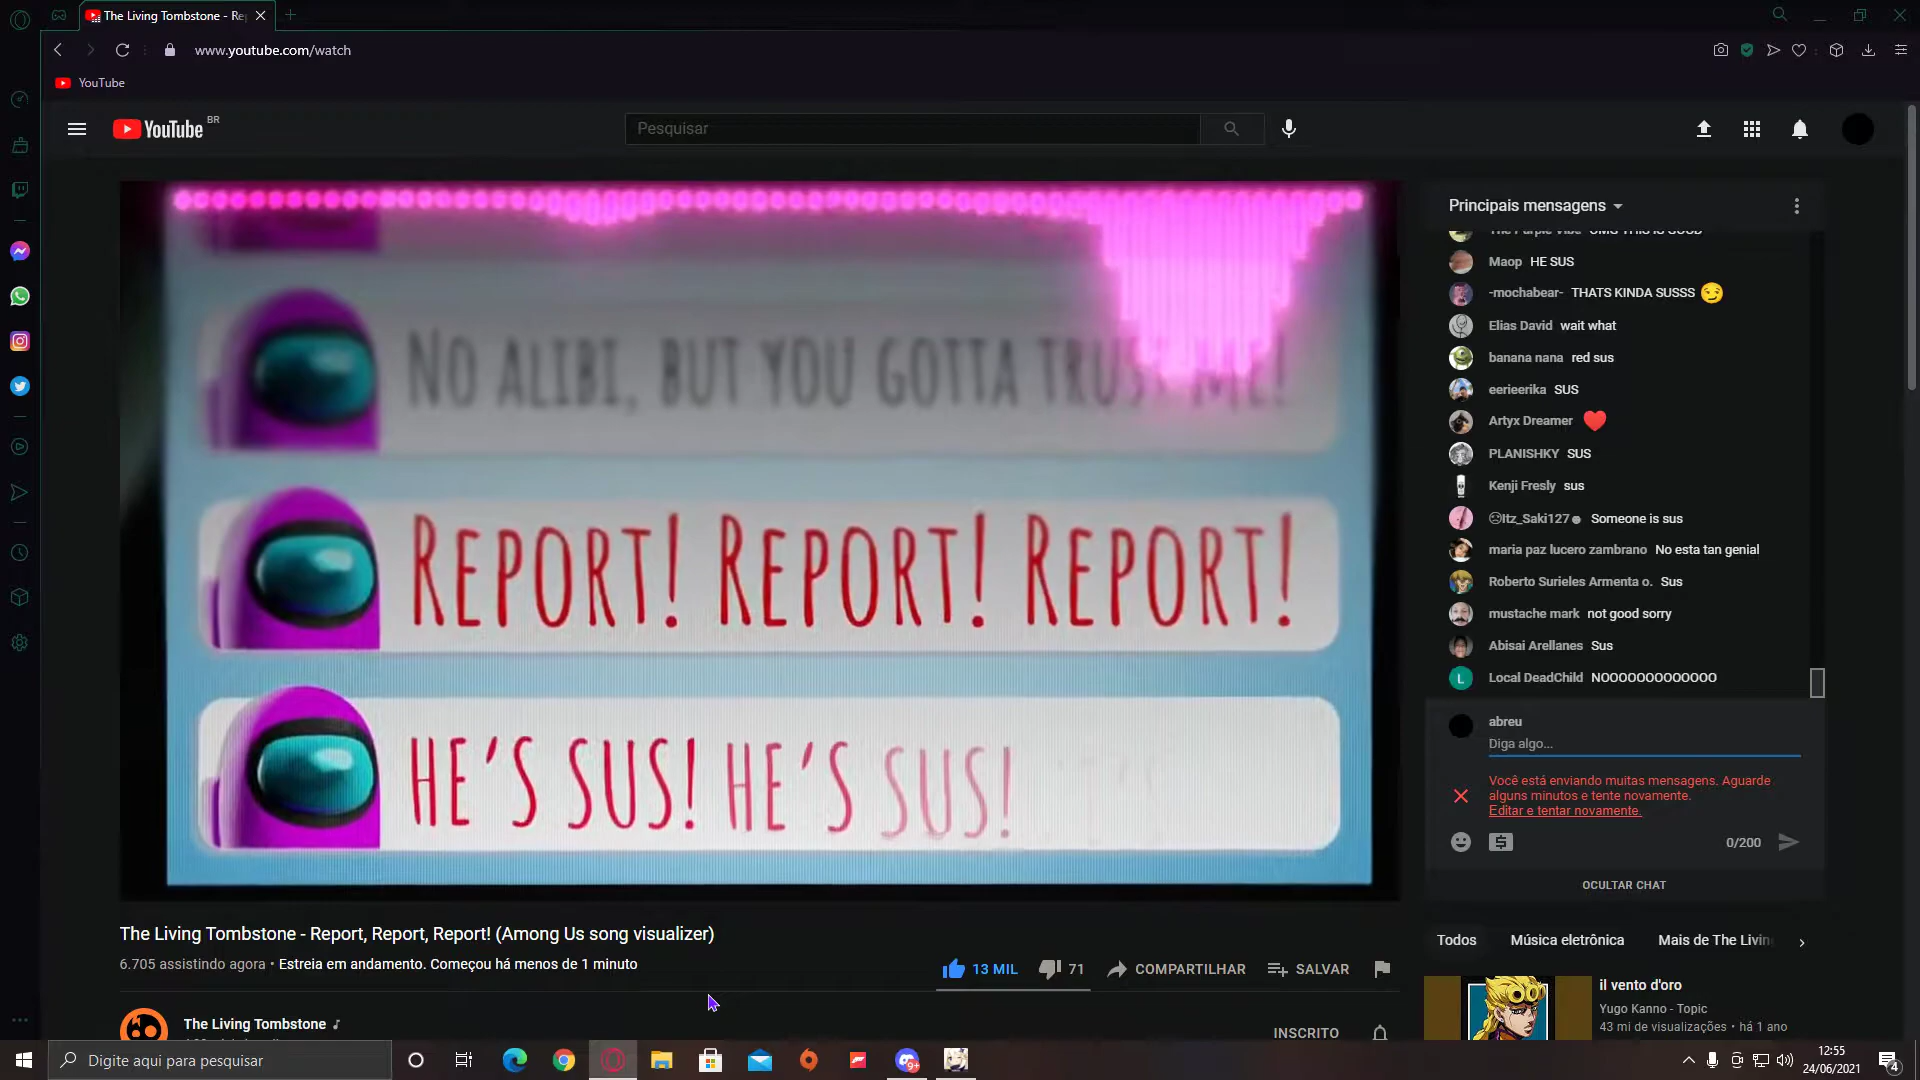 The Living Tombstone - Re
www.youtube.com/watch
YouTube
YouTube BR
Pesquisar
No alibi, but you gotta trust me!
Report! Report! Report!
He's sus! He's sus!
Principais mensagens
The Purple Vibe OMG THIS IS GOOD
Maop HE SUS
-mochabear- THATS KINDA SUSSS
Elias David wait what
banana nana red sus
eerieerika SUS
Artyx Dreamer
PLANISHKY SUS
Kenji Fresly sus
Itz_Saki127 Someone is sus
maria paz lucero zambrano No esta tan genial
Roberto Surieles Armenta o. Sus
mustache mark not good sorry
Abisai Arellanes Sus
L Local DeadChild NOOOOOOOOOOOOO
abreu
Diga algo...
Você está enviando muitas mensagens. Aguarde
alguns minutos e tente novamente.
Editar e tentar novamente.
0/200
OCULTAR CHAT
The Living Tombstone - Report, Report, Report! (Among Us song visualizer)
6.705 assistindo agora • Estreia em andamento. Começou há menos de 1 minuto
13 MIL
71
COMPARTILHAR
SALVAR
The Living Tombstone
INSCRITO
Todos
Música eletrônica
Mais de The Livin
il vento d'oro
Yugo Kanno - Topic
43 mi de visualizações • há 1 ano
Digite aqui para pesquisar
9+
12:55
24/06/2021
4